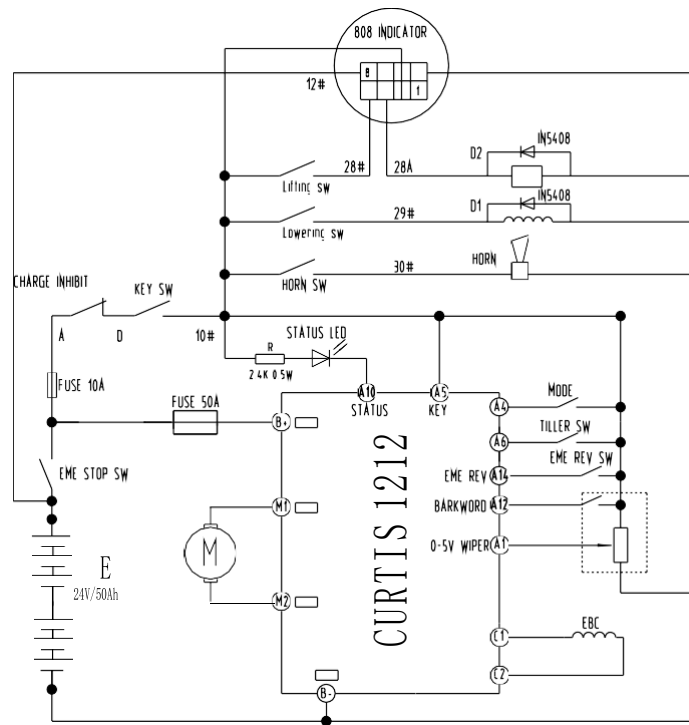 808 INDICATOR
8
1
12#
28#
28A
D2
IN5408
Lifting SW
29#
D1
IN5408
Lowering SW
30#
HORN
HORN SW
CHARGE INHIBIT
KEY SW
A
D
10#
STATUS LED
R
2 4K 0 5W
FUSE 10A
A10
A5
STATUS
KEY
FUSE 50A
B+
A4
MODE
A6
TILLER SW
EME REV SW
EME REV
A14
EME STOP SW
BARKWORD
A12
M1
M
0-5V WIPER
A1
CURTIS 1212
E
24V/50Ah
M2
C1
EBC
C2
B-